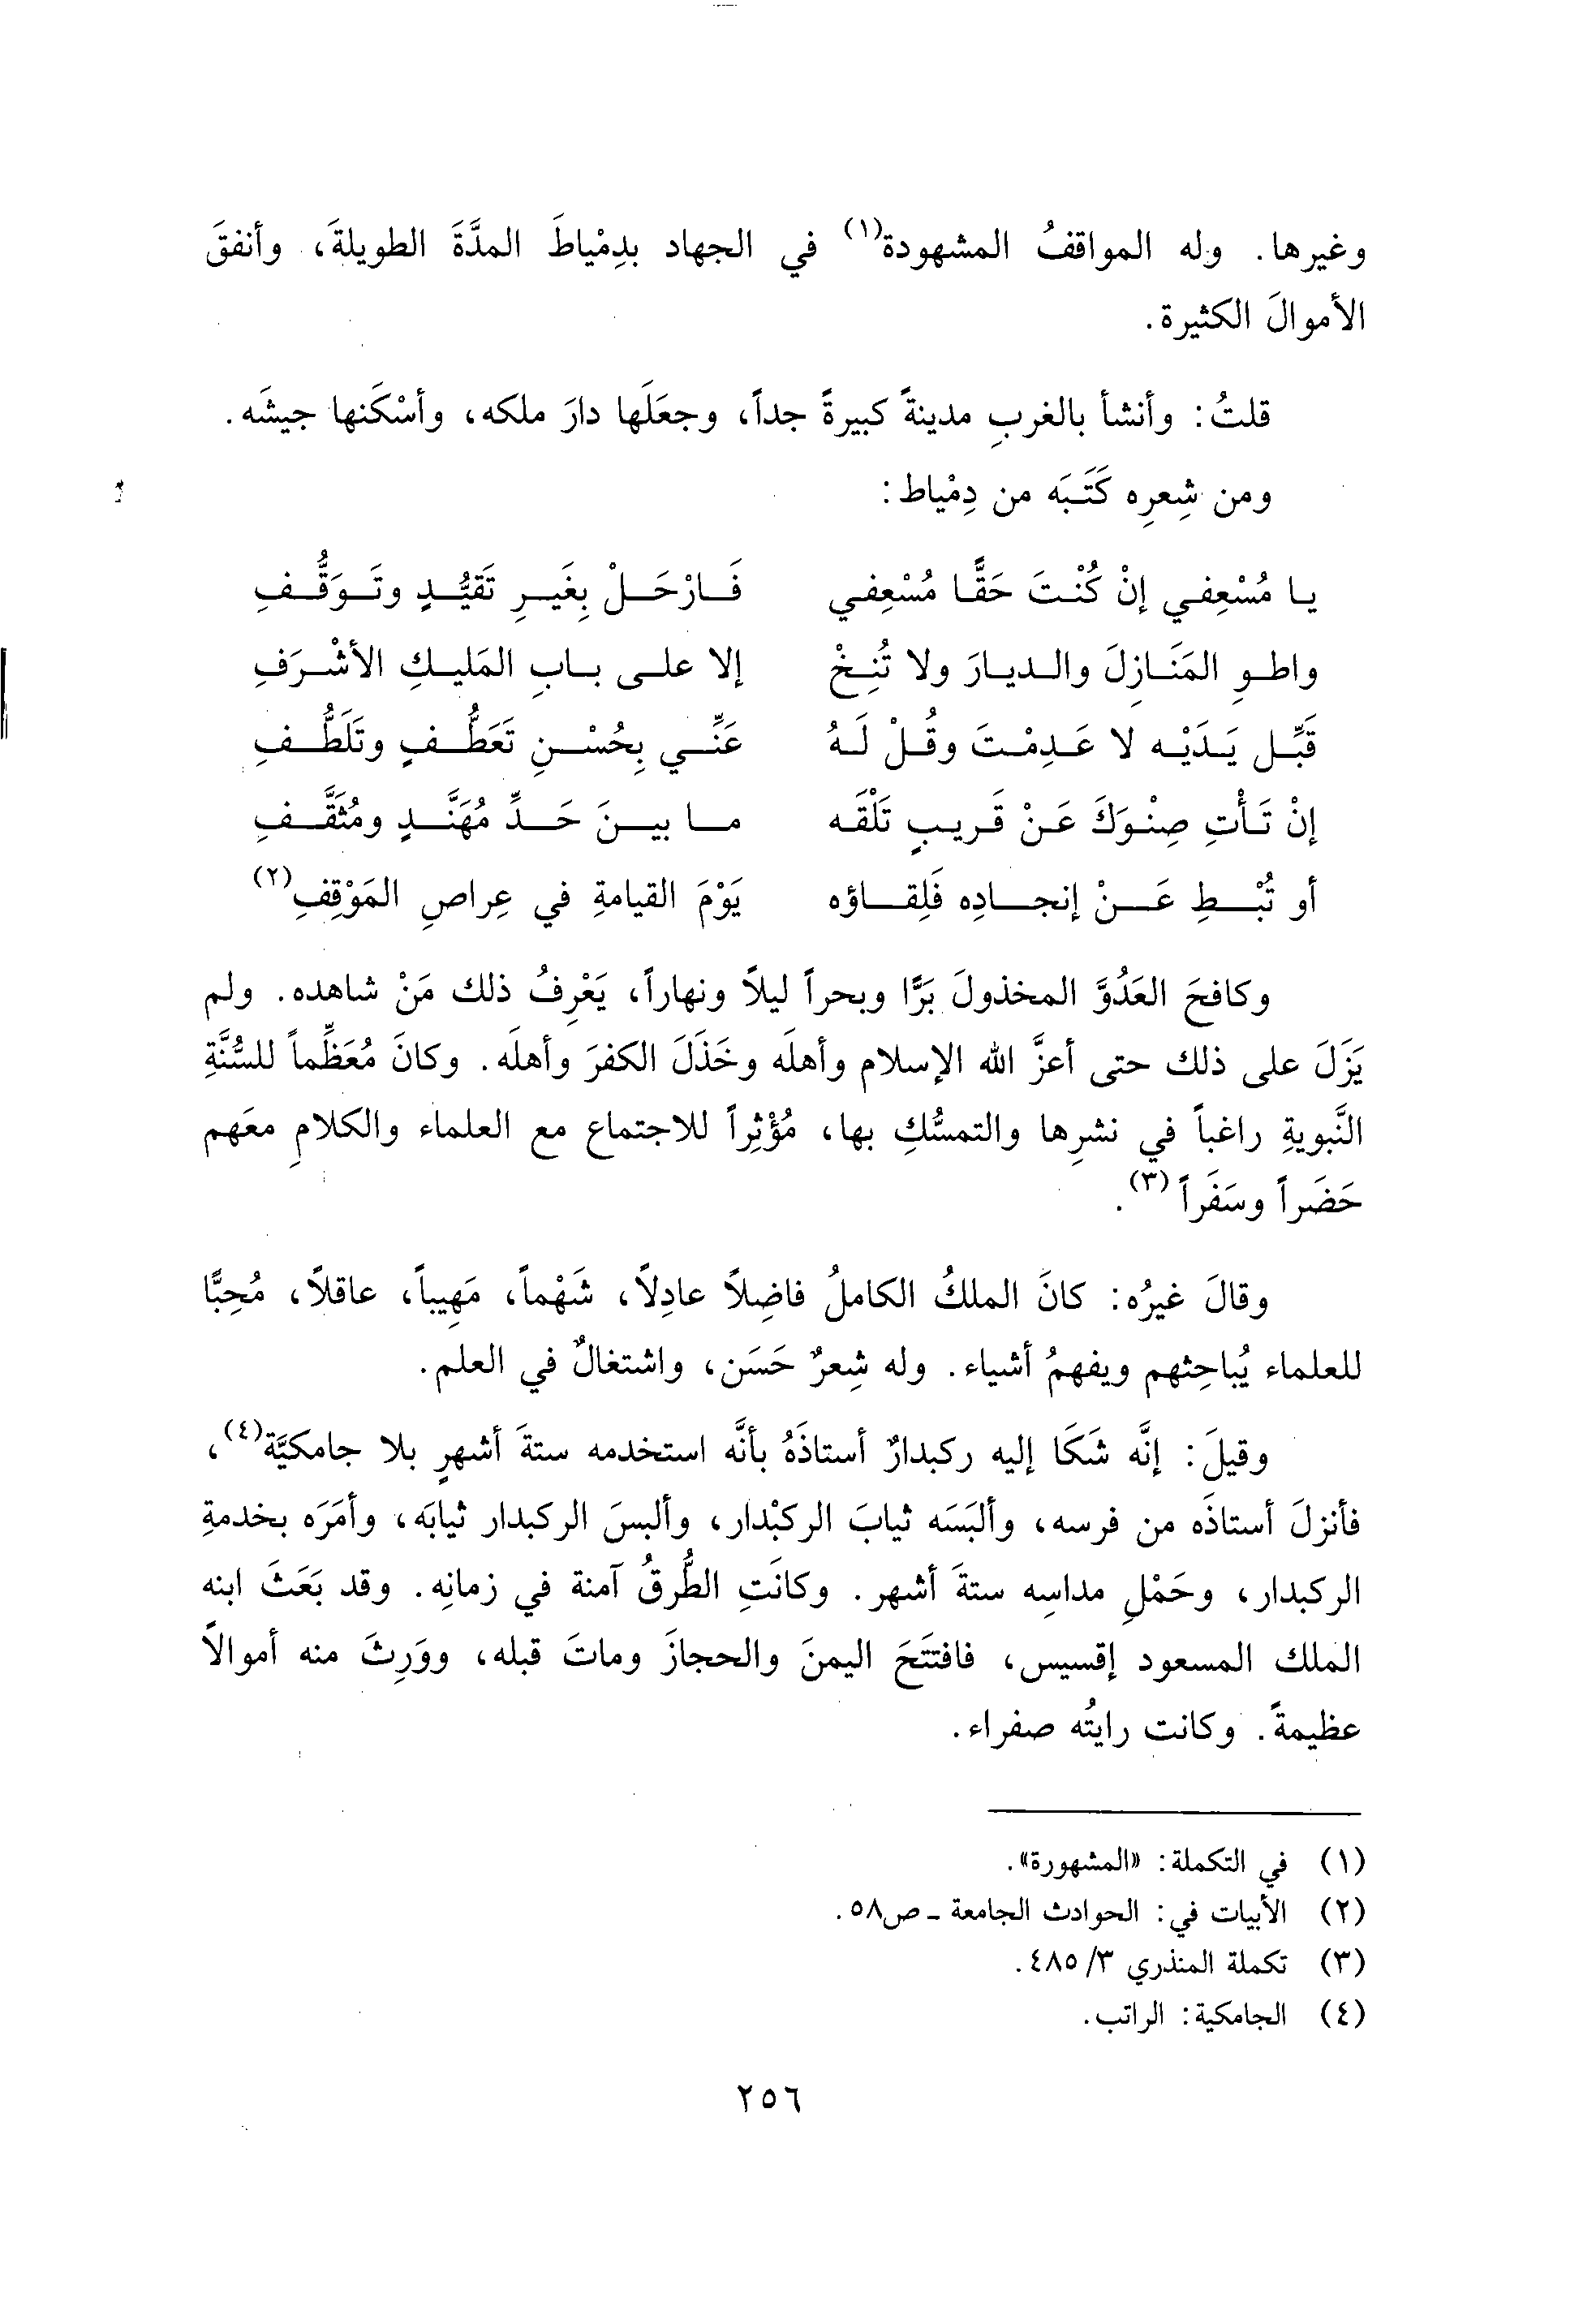 وغيرها. وله المواقفُ المشهودة(١) في الجهاد بدِمْياطَ المدَّةَ الطويلةَ، وأنفقَ
الأموالَ الكثيرة.
قلتُ: وأنشأ بالغربِ مدينةً كبيرةً جداً، وجعَلَها دارَ ملكه، وأسْكَنها جيشَه.
ومن شِعرِه كَتَبَه من دِمْياط:
يا مُسْعِفي إنْ كُنْتَ حَقًّا مُسْعِفي فَارْحَلْ بِغَيرِ تَقيُّدٍ وتَوَقُّفِ
واطوِ المَنَازِلَ والديارَ ولا تُنِخْ إلا على بابِ المَليكِ الأشْرَفِ
قَبِّل يَدَيْه لا عَدِمْتَ وقُلْ لَهُ عَنِّي بِحُسْنِ تَعَطُّفٍ وتَلَطُّفِ
إنْ تَأْتِ صِنْوَكَ عَنْ قَريبٍ تَلْقَه ما بينَ حَدِّ مُهَنَّدٍ ومُثَقَّفِ
أو تُبْطِ عَنْ إنجادِه فَلِقاؤه يَوْمَ القيامةِ في عِراصِ المَوْقِفِ(٢)
وكافحَ العَدُوَّ المخذولَ بَرًّا وبحراً ليلاً ونهاراً، يَعْرِفُ ذلك مَنْ شاهده. ولم
يَزَلَ على ذلك حتى أعزَّ الله الإسلام وأهلَه وخَذَلَ الكفرَ وأهلَه. وكانَ مُعَظِّماً للسُّنَّةِ
النَّبويةِ راغباً في نشرِها والتمسُّكِ بها، مُؤْثِراً للاجتماع مع العلماء والكلامِ معَهم
حَضَراً وسَفَراً(٣).
وقالَ غيرُه: كانَ الملكُ الكاملُ فاضِلاً عادِلاً، شَهْماً، مَهِيباً، عاقلاً، مُحِبًّا
للعلماء يُباحِثهم ويفهمُ أشياء. وله شِعرٌ حَسَن، واشتغالٌ في العلم.
وقيلَ: إنَّه شَكَا إليه ركبدارٌ أستاذَهُ بأنَّه استخدمه ستةَ أشهرٍ بلا جامكيَّة(٤)،
فأنزلَ أستاذَه من فرسه، وألبَسَه ثيابَ الركبْدار، وألبسَ الركبدار ثيابَه، وأمَرَه بخدمةِ
الركبدار، وحَمْلِ مداسِه ستةَ أشهر. وكانَتِ الطُّرقُ آمنة في زمانِه. وقد بَعَثَ ابنه
الملك المسعود إقسيس، فافتتَحَ اليمنَ والحجازَ وماتَ قبله، ووَرِثَ منه أموالاً
عظيمةً. وكانت رايتُه صفراء.
(١) في التكملة: «المشهورة».
(٢) الأبيات في: الحوادث الجامعة ـ ص٥٨.
(٣) تكملة المنذري ٣/ ٤٨٥.
(٤) الجامكية: الراتب.
٢٥٦